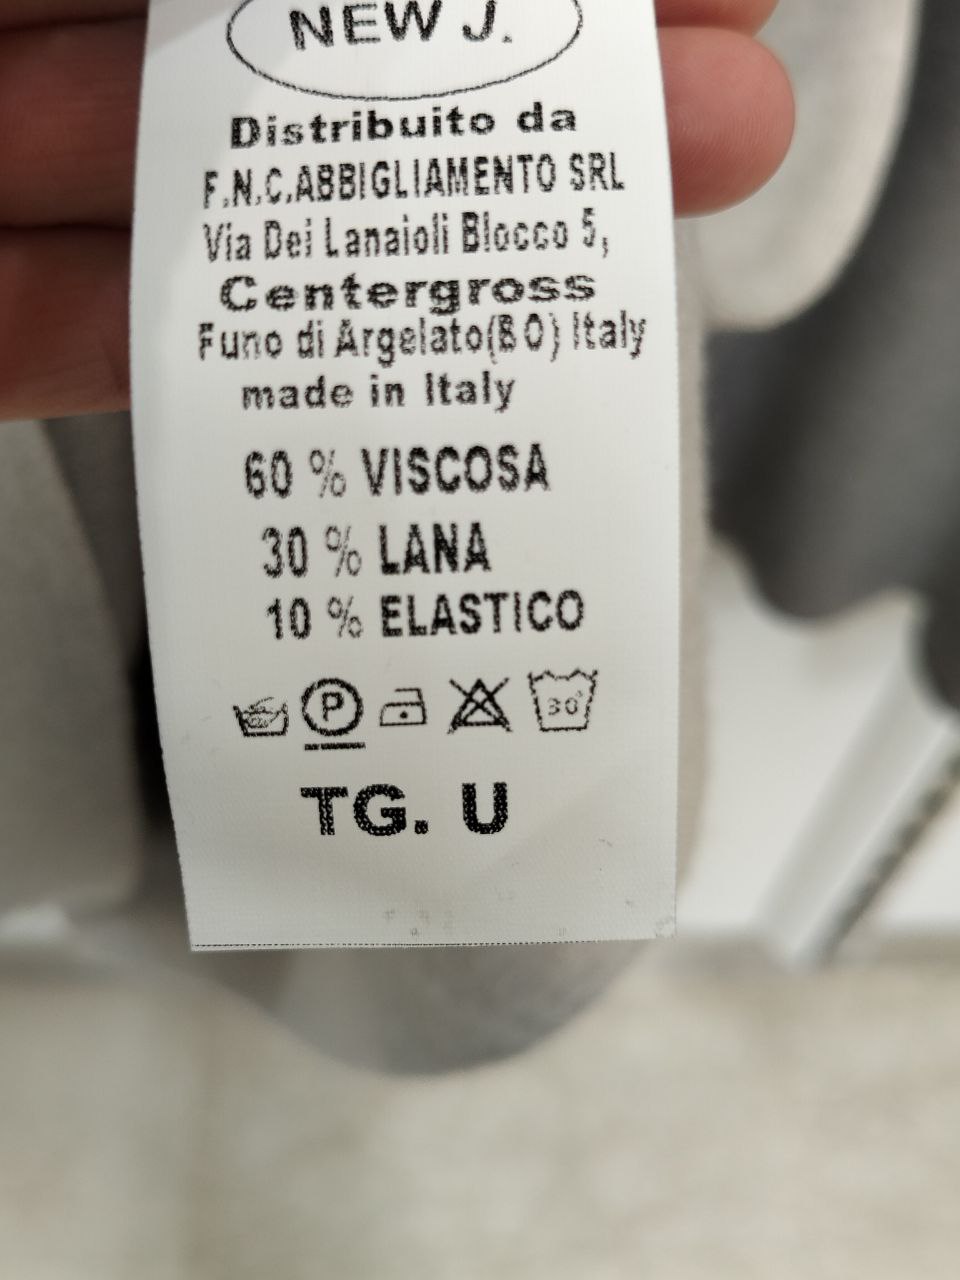 NEW J.
Distribuito da
F.N.C.ABBIGLIAMENTO SRL
Via Dei Lanaioli Blocco 5,
Centergross
Funo di Argelato(BO) Italy
made in Italy
60 % VISCOSA
30 % LANA
10 % ELASTICO
P 30°
TG. U